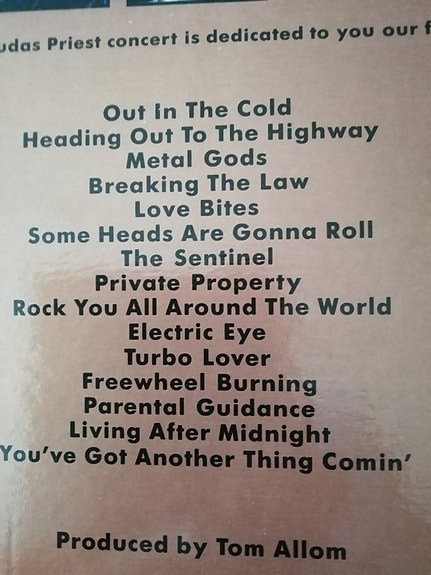 udas Priest concert is dedicated to you our f
Out In The Cold
Heading Out To The Highway
Metal Gods
Breaking The Law
Love Bites
Some Heads Are Gonna Roll
The Sentinel
Private Property
Rock You All Around The World
Electric Eye
Turbo Lover
Freewheel Burning
Parental Guidance
Living After Midnight
You've Got Another Thing Comin'
Produced by Tom Allom